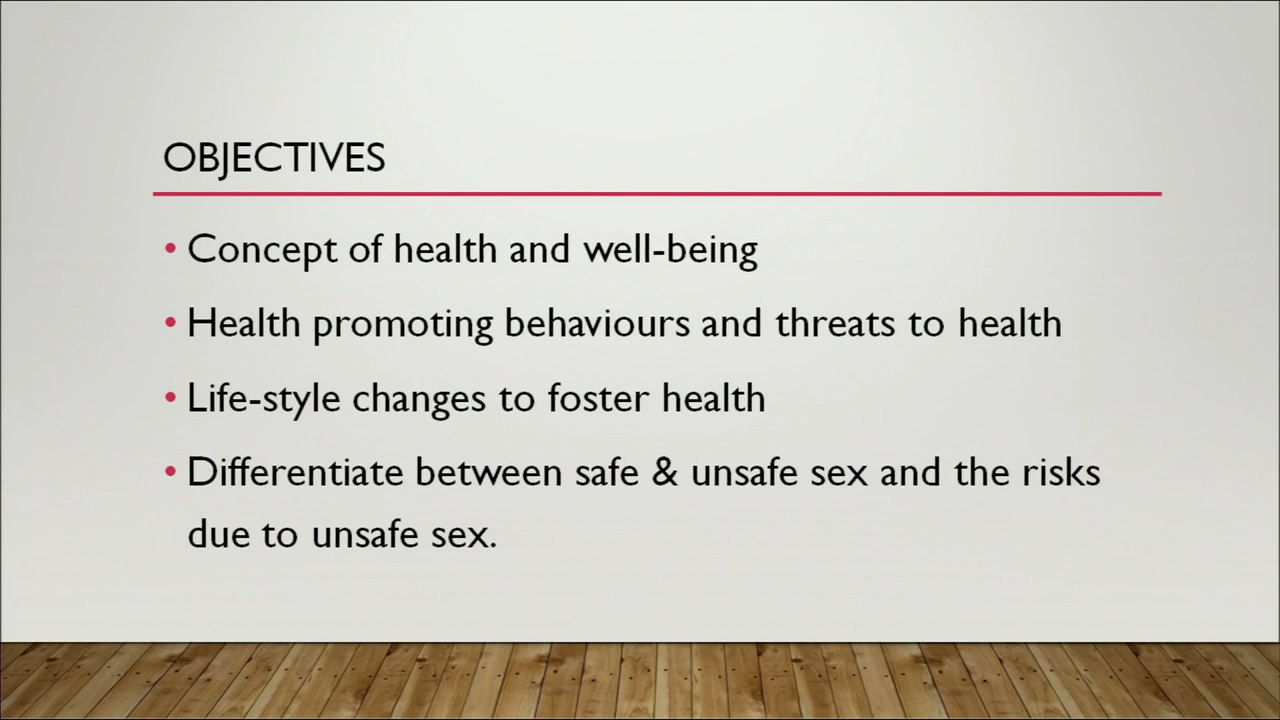 OBJECTIVES
• Concept of health and well-being
• Health promoting behaviours and threats to health
• Life-style changes to foster health
• Differentiate between safe & unsafe sex and the risks
due to unsafe sex.